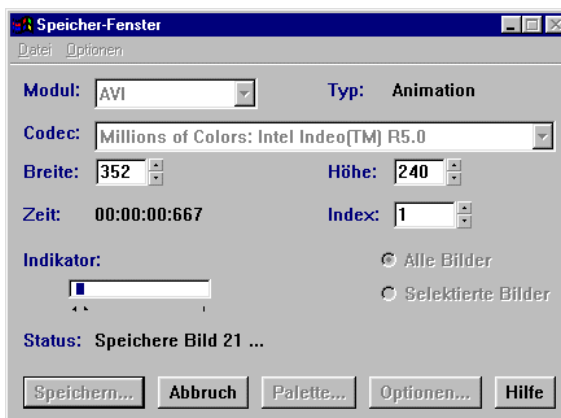 Speicher-Fenster
Datei Optionen
Modul: AVI Typ: Animation
Codec: Millions of Colors: Intel Indeo(TM) R5.0
Breite: 352 Höhe: 240
Zeit: 00:00:00:667 Index: 1
Indikator: Alle Bilder
Selektierte Bilder
Status: Speichere Bild 21 ...
Speichern... Abbruch Palette... Optionen... Hilfe